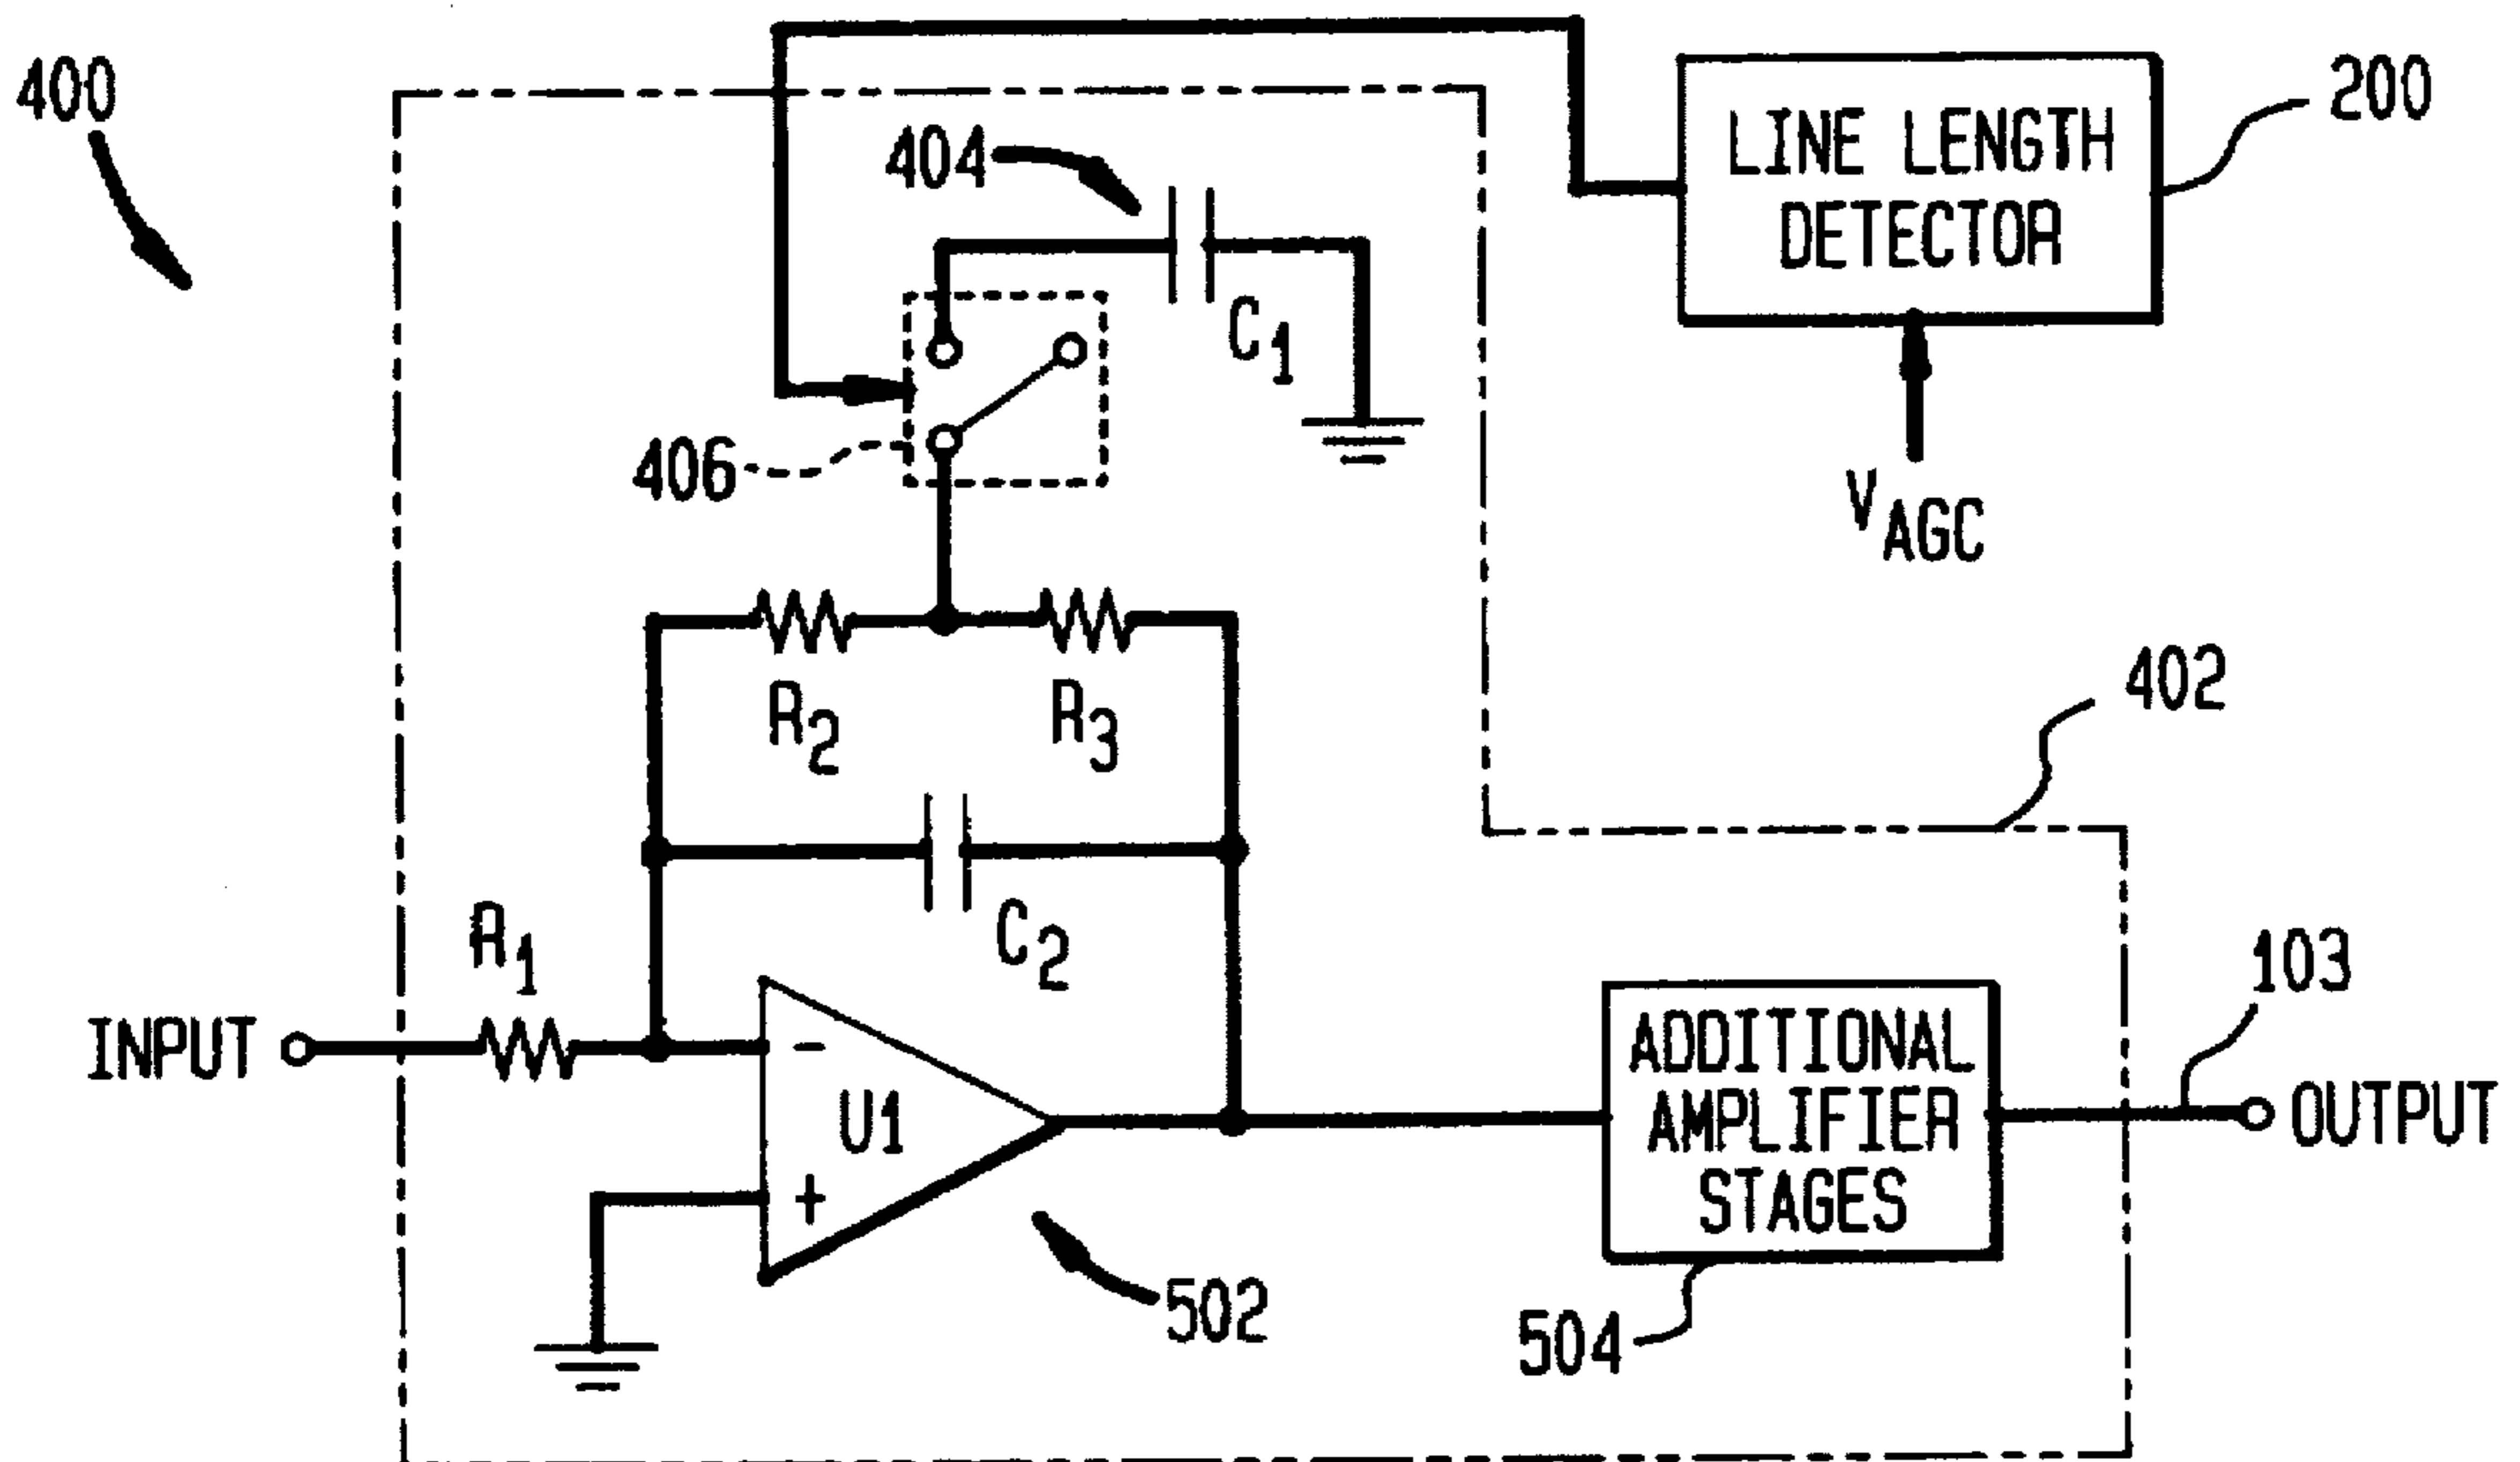 400
404
LINE LENGTH
DETECTOR
200
C1
406
VAGC
R2
R3
402
R1
C2
103
INPUT
-
U1
+
ADDITIONAL
AMPLIFIER
STAGES
OUTPUT
502
504